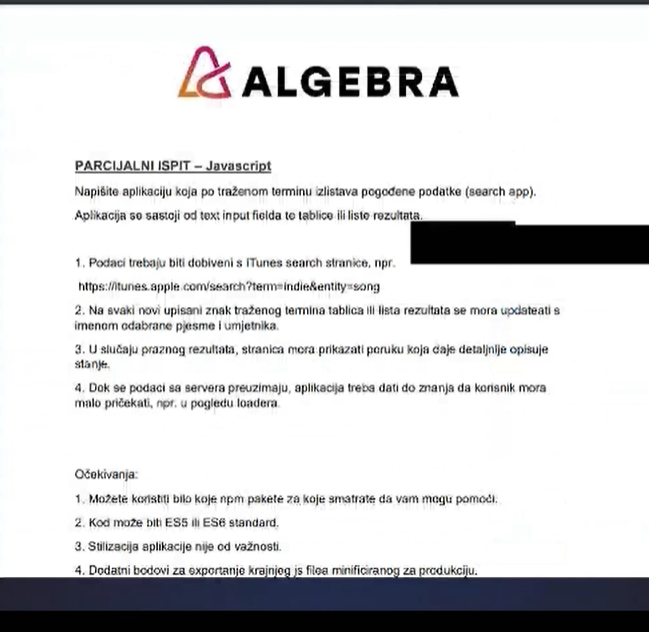 ALGEBRA
PARCIJALNI ISPIT – Javascript
Napišite aplikaciju koja po traženom terminu izlistava pogođene podatke (search app).
Aplikacija se sastoji od text input fielda te tablice ili liste rezultata.
1. Podaci trebaju biti dobiveni s iTunes search stranice, npr.
https://itunes.apple.com/search?term=indie&entity=song
2. Na svaki novi upisani znak traženog termina tablica ili lista rezultata se mora updateati s
imenom odabrane pjesme i umjetnika.
3. U slučaju praznog rezultata, stranica mora prikazati poruku koja daje detaljnije opisuje
stanje.
4. Dok se podaci sa servera preuzimaju, aplikacija treba dati do znanja da korisnik mora
malo pričekati, npr. u pogledu loadera.
Očekivanja:
1. Možete koristiti bilo koje npm pakete za koje smatrate da vam mogu pomoći.
2. Kod može biti ES5 ili ES6 standard.
3. Stilizacija aplikacije nije od važnosti.
4. Dodatni bodovi za exportanje krajnjeg js filea minificiranog za produkciju.